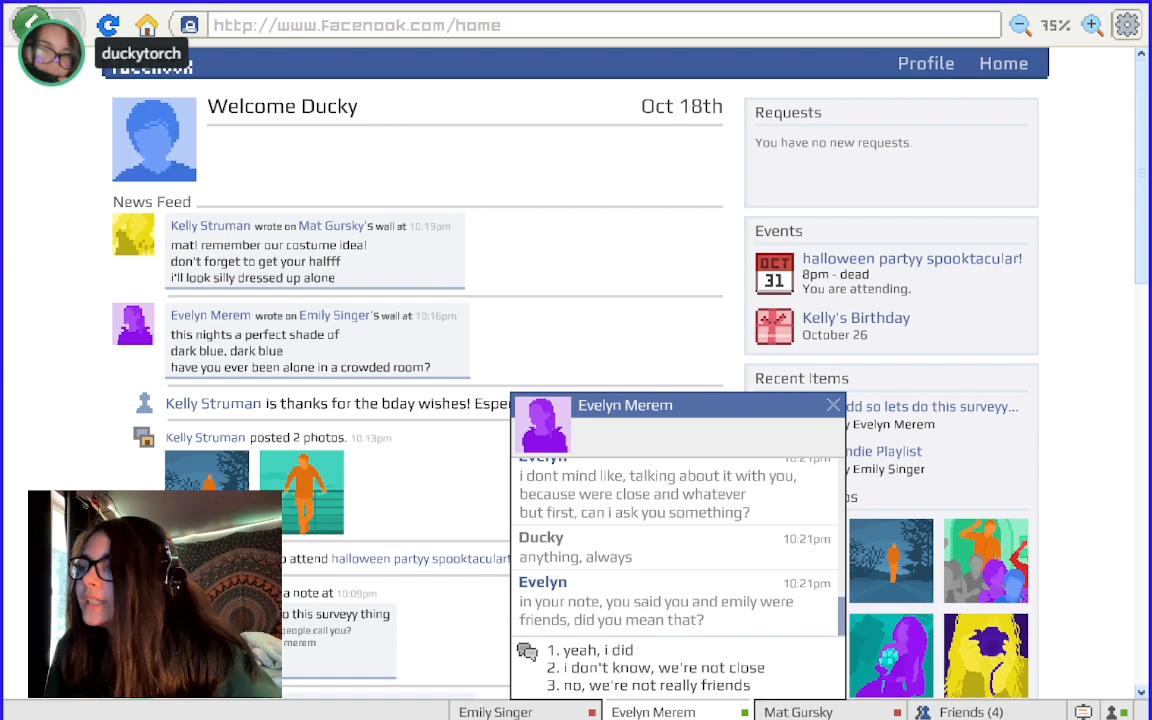 http://www.Facenook.com/home
75%
duckytorch
Profile
Home
Welcome Ducky
Oct 18th
Requests
You have no new requests.
News Feed
Kelly Struman wrote on Mat Gursky's wall at 10:19pm
mat! remember our costume idea!
don't forget to get your halfff
i'll look silly dressed up alone
Events
halloween partyy spooktacular!
OCT
31
8pm - dead
You are attending.
Kelly's Birthday
October 26
Evelyn Merem wrote on Emily Singer's wall at 10:16pm
this nights a perfect shade of
dark blue, dark blue
have you ever been alone in a crowded room?
Recent Items
Kelly Struman is thanks for the bday wishes! Espe
dd so lets do this surveyy...
y Evelyn Merem
Kelly Struman posted 2 photos. 10:13pm
ndie Playlist
y Emily Singer
os
o attend halloween partyy spooktacular!
a note at 10:09pm
o this surveyy thing
people call you?
merem
Evelyn Merem
Evelyn 10:21pm
i dont mind like, talking about it with you,
because were close and whatever
but first, can i ask you something?
Ducky 10:21pm
anything, always
Evelyn 10:21pm
in your note, you said you and emily were
friends, did you mean that?
1. yeah, i did
2. i don't know, we're not close
3. no, we're not really friends
Emily Singer
Evelyn Merem
Mat Gursky
Friends (4)